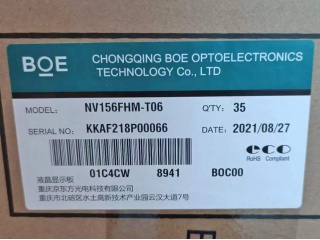 BOE
CHONGQING BOE OPTOELECTRONICS
TECHNOLOGY Co., LTD
MODEL: NV156FHM-T06 Q'TY: 35
SERIAL NO: KKAF218P00066 DATE: 2021/08/27
eco
RoHS Compliant
01C4CW 8941 BOC00
液晶显示板
重庆京东方光电科技有限公司
重庆市北碚区水土高新技术产业园云汉大道7号